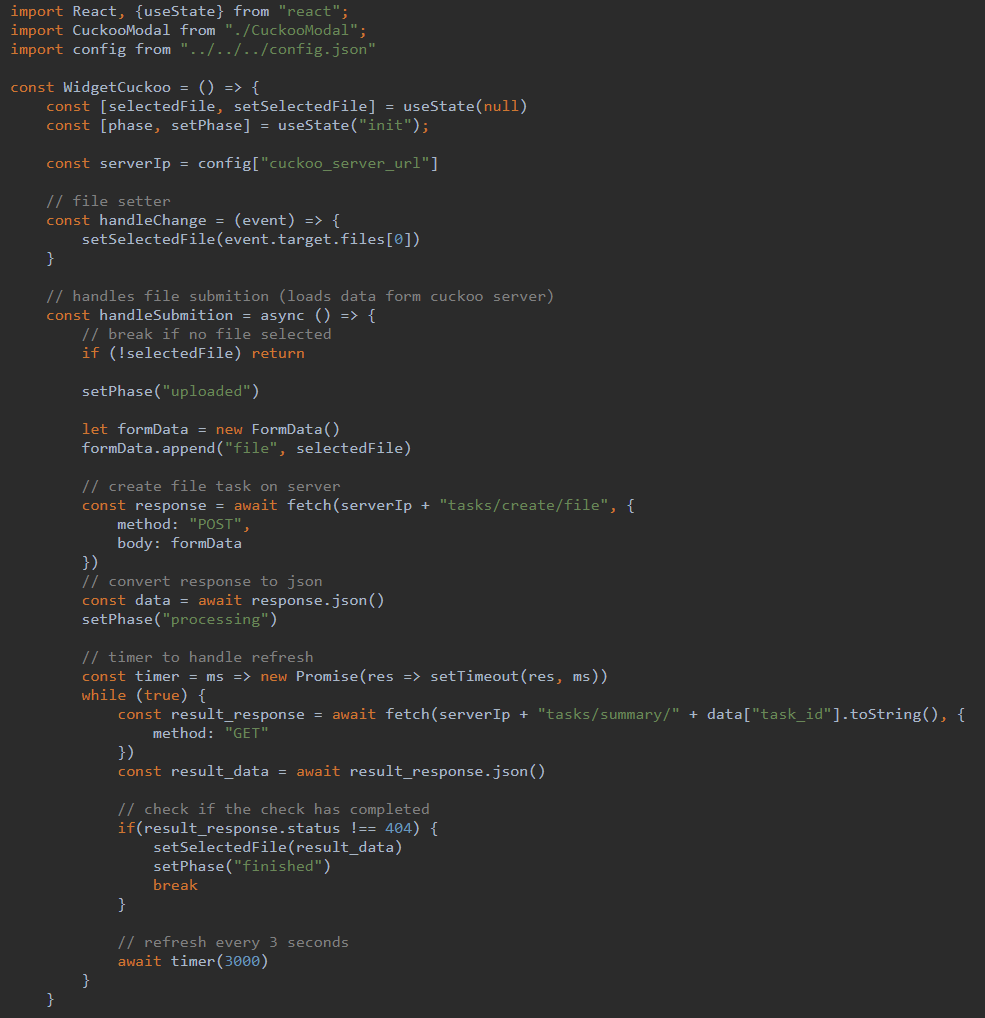 import React, {useState} from "react";
import CuckooModal from "./CuckooModal";
import config from "../../../config.json"

const WidgetCuckoo = () => {
    const [selectedFile, setSelectedFile] = useState(null)
    const [phase, setPhase] = useState("init");

    const serverIp = config["cuckoo_server_url"]

    // file setter
    const handleChange = (event) => {
        setSelectedFile(event.target.files[0])
    }

    // handles file submition (loads data form cuckoo server)
    const handleSubmition = async () => {
        // break if no file selected
        if (!selectedFile) return

        setPhase("uploaded")

        let formData = new FormData()
        formData.append("file", selectedFile)

        // create file task on server
        const response = await fetch(serverIp + "tasks/create/file", {
            method: "POST",
            body: formData
        })
        // convert response to json
        const data = await response.json()
        setPhase("processing")

        // timer to handle refresh
        const timer = ms => new Promise(res => setTimeout(res, ms))
        while (true) {
            const result_response = await fetch(serverIp + "tasks/summary/" + data["task_id"].toString(), {
                method: "GET"
            })
            const result_data = await result_response.json()

            // check if the check has completed
            if(result_response.status !== 404) {
                setSelectedFile(result_data)
                setPhase("finished")
                break
            }

            // refresh every 3 seconds
            await timer(3000)
        }
    }